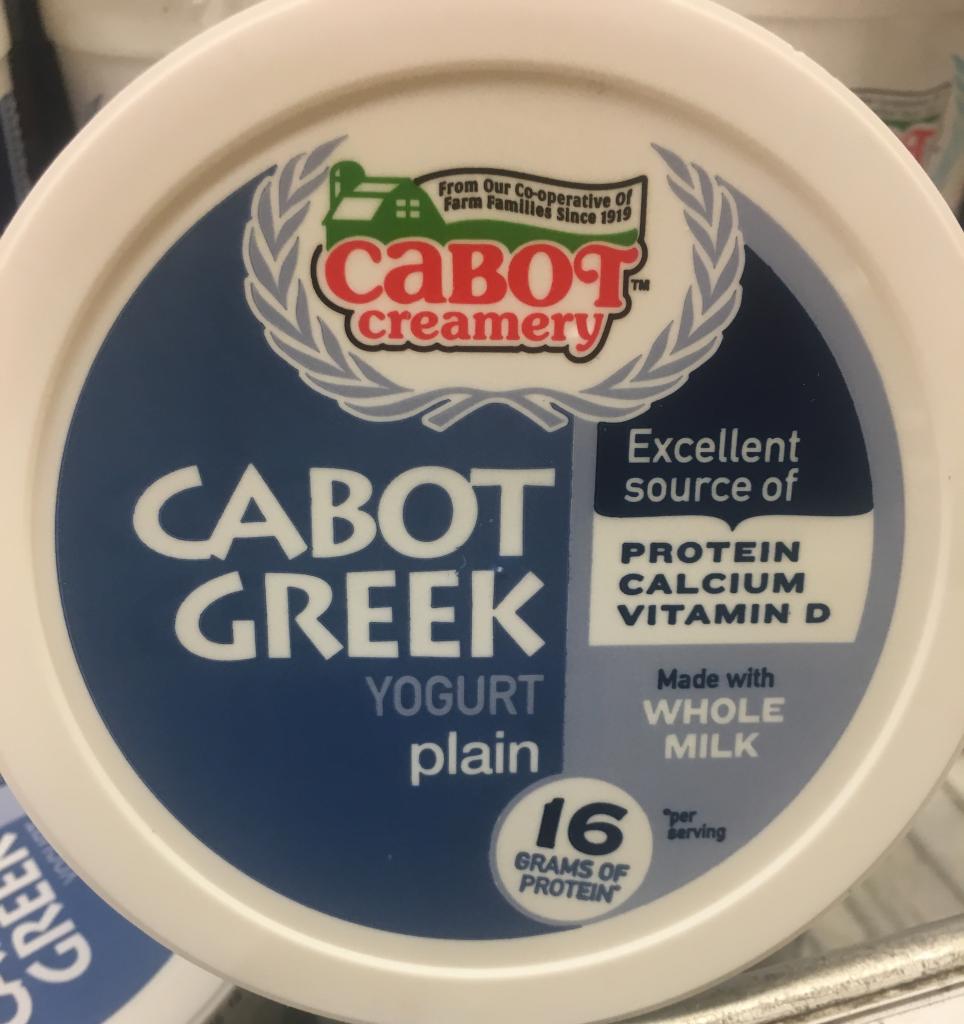 From Our Co-operative Of
Farm Families Since 1919
CABOT TM
creamery
CABOT
GREEK
YOGURT
plain
Excellent
source of
PROTEIN
CALCIUM
VITAMIN D
Made with
WHOLE
MILK
16
GRAMS OF
PROTEIN*
*per
serving
GREEK